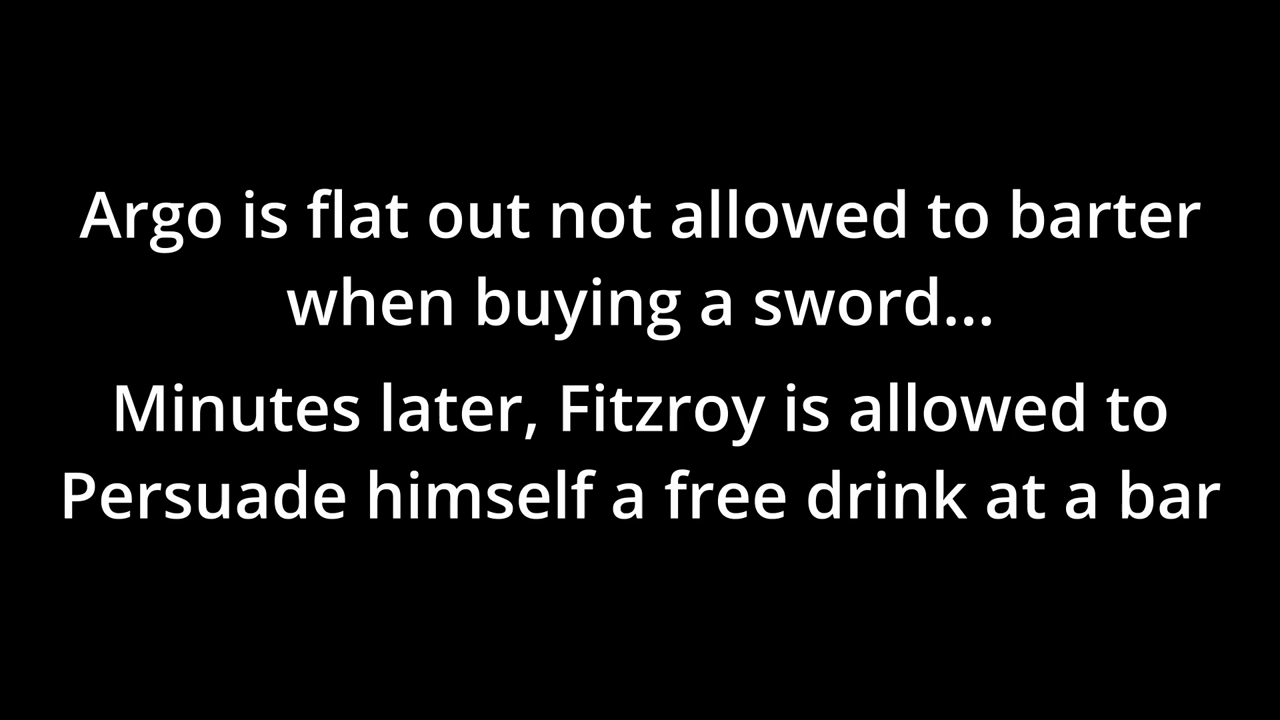 Argo is flat out not allowed to barter
when buying a sword...
Minutes later, Fitzroy is allowed to
Persuade himself a free drink at a bar